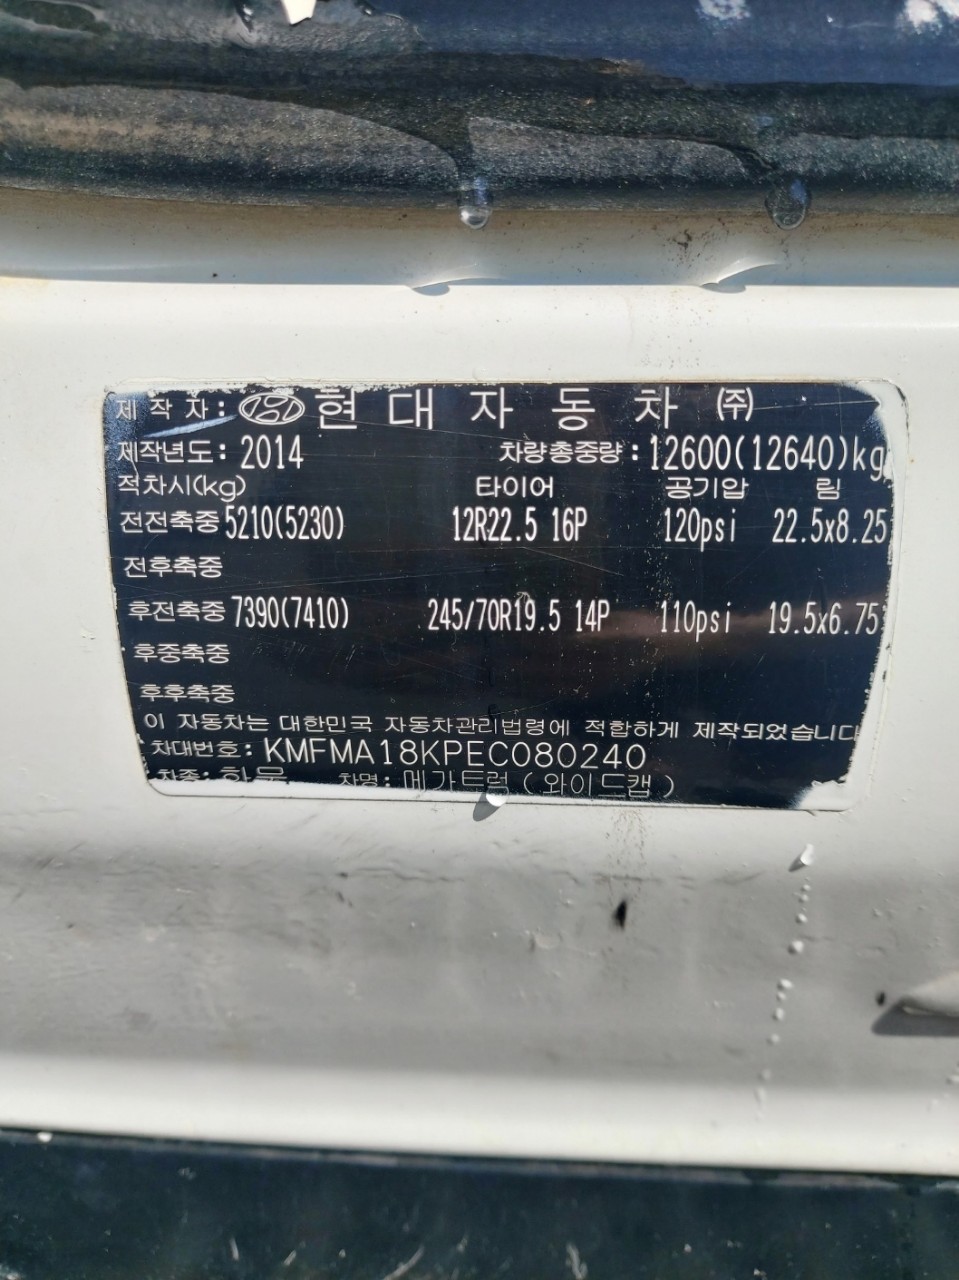 제 작 자 : 현 대 자 동 차 ㈜
제작년도 : 2014 차량총중량 : 12600(12640)kg
적차시(kg) 타이어 공기압 림
전전축중 5210(5230) 12R22.5 16P 120psi 22.5x8.25
전후축중
후전축중 7390(7410) 245/70R19.5 14P 110psi 19.5x6.75
후중축중
후후축중
이 자동차는 대한민국 자동차관리법령에 적합하게 제작되었습니다
차대번호 : KMFMA18KPEC080240
차종 : 화물 차명 : 메가트럭 ( 와이드캡 )